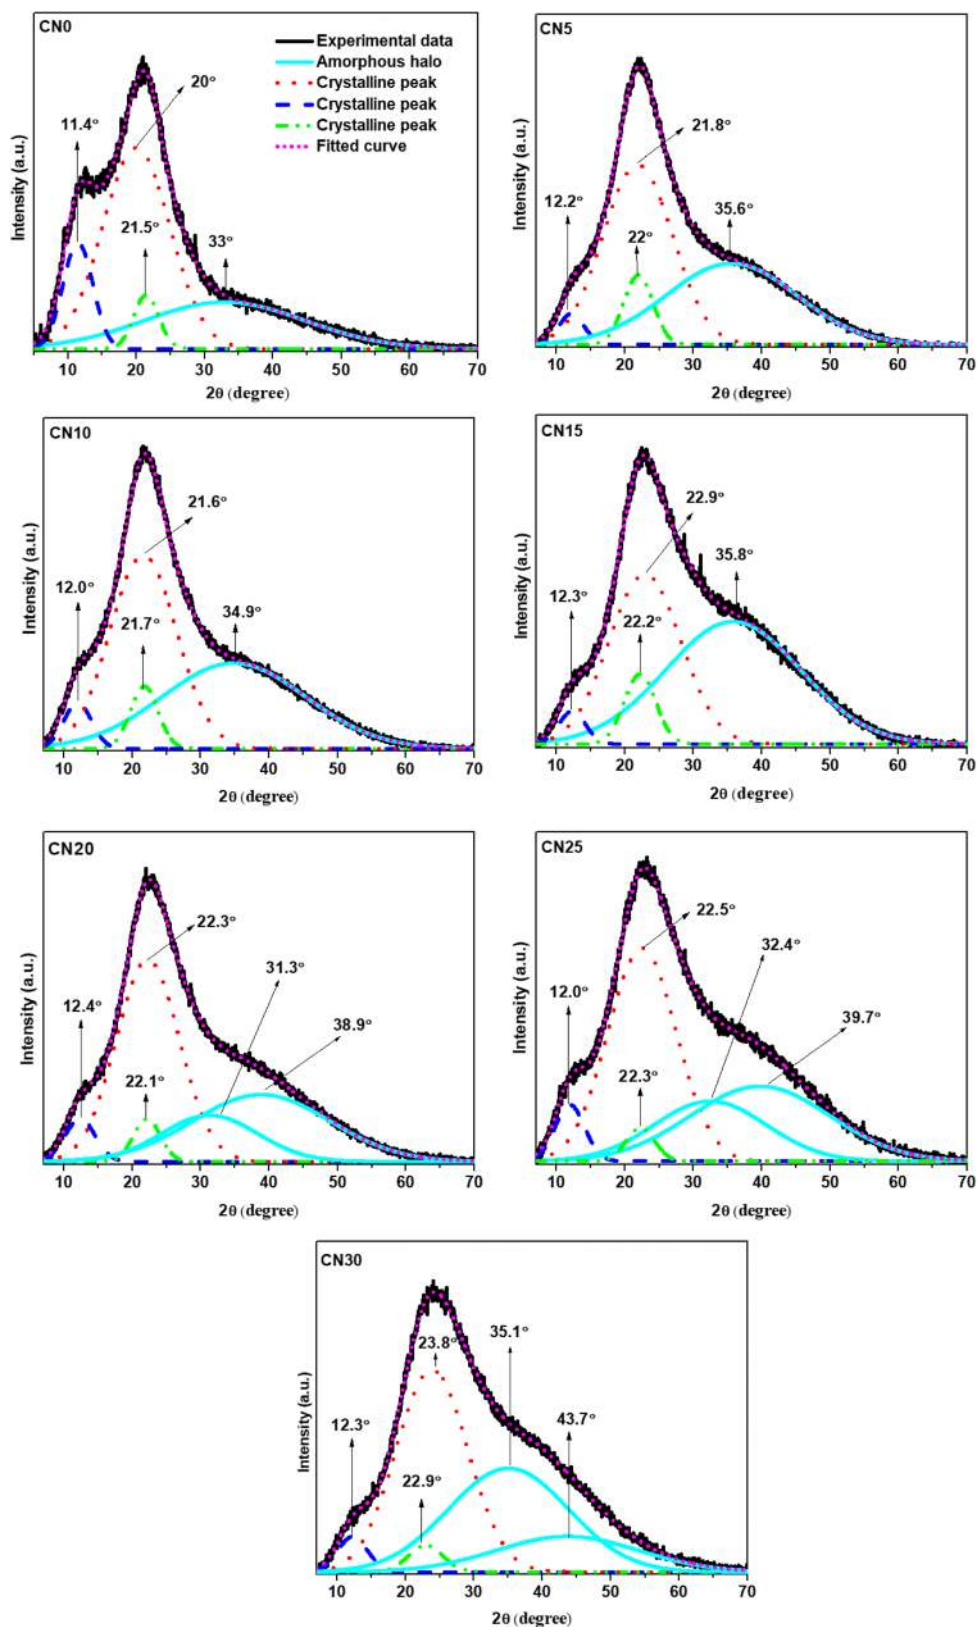 CN0
Experimental data
Amorphous halo
Crystalline peak
Crystalline peak
Crystalline peak
Fitted curve
20°
11.4°
21.5°
33°
Intensity (a.u.)
10 20 30 40 50 60 70
2θ (degree)
CN5
21.8°
12.2°
35.6°
22°
Intensity (a.u.)
10 20 30 40 50 60 70
2θ (degree)
CN10
21.6°
12.0°
21.7°
34.9°
Intensity (a.u.)
10 20 30 40 50 60 70
2θ (degree)
CN15
22.9°
35.8°
12.3°
22.2°
Intensity (a.u.)
10 20 30 40 50 60 70
2θ (degree)
CN20
22.3°
31.3°
12.4°
38.9°
22.1°
Intensity (a.u.)
10 20 30 40 50 60 70
2θ (degree)
CN25
22.5°
32.4°
12.0°
39.7°
22.3°
Intensity (a.u.)
10 20 30 40 50 60 70
2θ (degree)
CN30
35.1°
23.8°
43.7°
12.3°
22.9°
Intensity (a.u.)
10 20 30 40 50 60 70
2θ (degree)